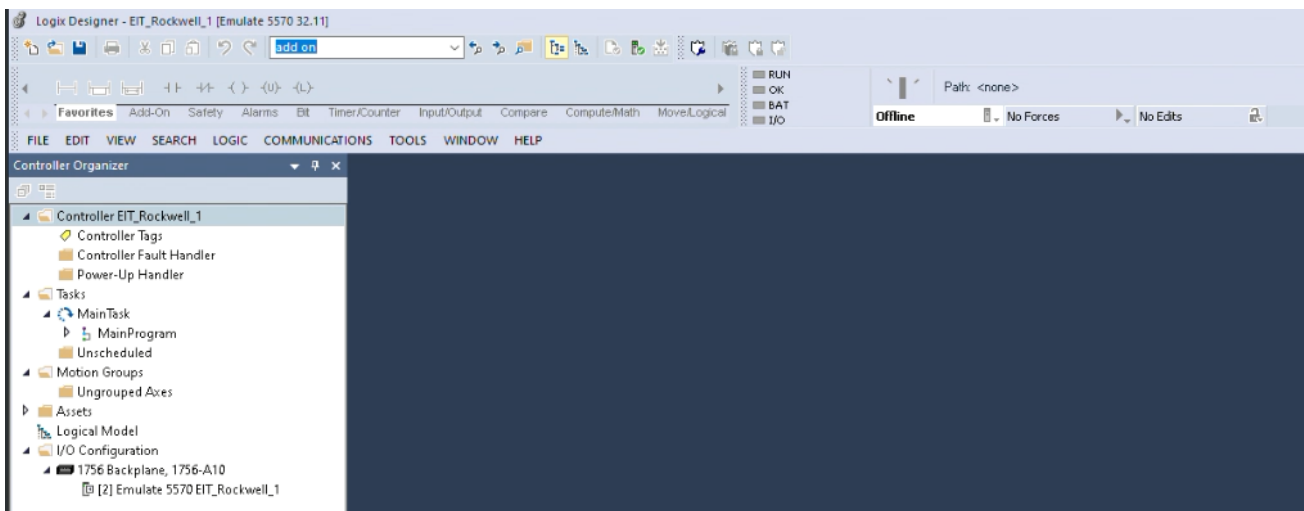 Logix Designer - EIT_Rockwell_1 [Emulate 5570 32.11]
add on
RUN
OK
BAT
I/O
Path: <none>
Offline
No Forces
No Edits
Favorites Add-On Safety Alarms Bit Timer/Counter Input/Output Compare Compute/Math Move/Logical
FILE EDIT VIEW SEARCH LOGIC COMMUNICATIONS TOOLS WINDOW HELP
Controller Organizer
Controller EIT_Rockwell_1
Controller Tags
Controller Fault Handler
Power-Up Handler
Tasks
MainTask
MainProgram
Unscheduled
Motion Groups
Ungrouped Axes
Assets
Logical Model
I/O Configuration
1756 Backplane, 1756-A10
[2] Emulate 5570 EIT_Rockwell_1